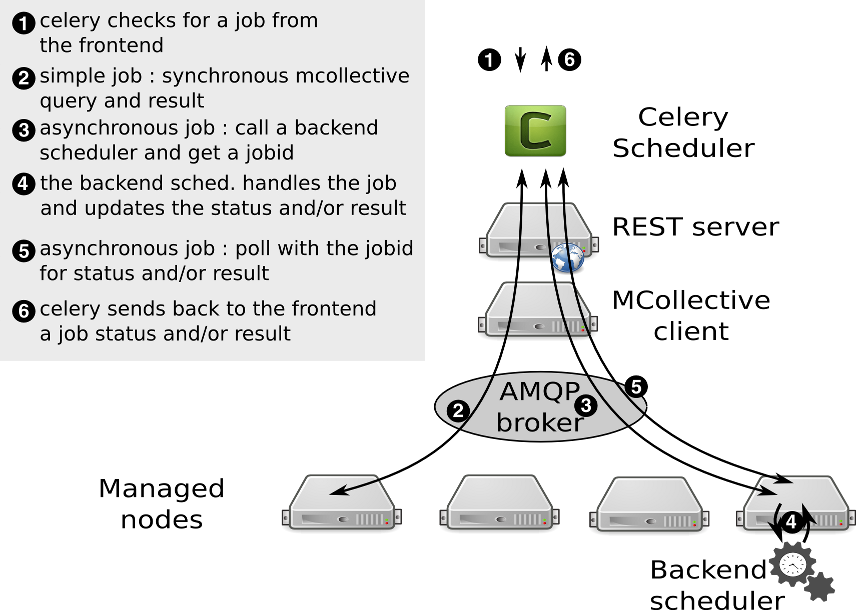 1 celery checks for a job from
the frontend
2 simple job : synchronous mcollective
query and result
3 asynchronous job : call a backend
scheduler and get a jobid
4 the backend sched. handles the job
and updates the status and/or result
5 asynchronous job : poll with the jobid
for status and/or result
6 celery sends back to the frontend
a job status and/or result
1 6
C
Celery
Scheduler
REST server
MCollective
client
AMQP
broker
2 3 5
Managed
nodes
4
Backend
scheduler